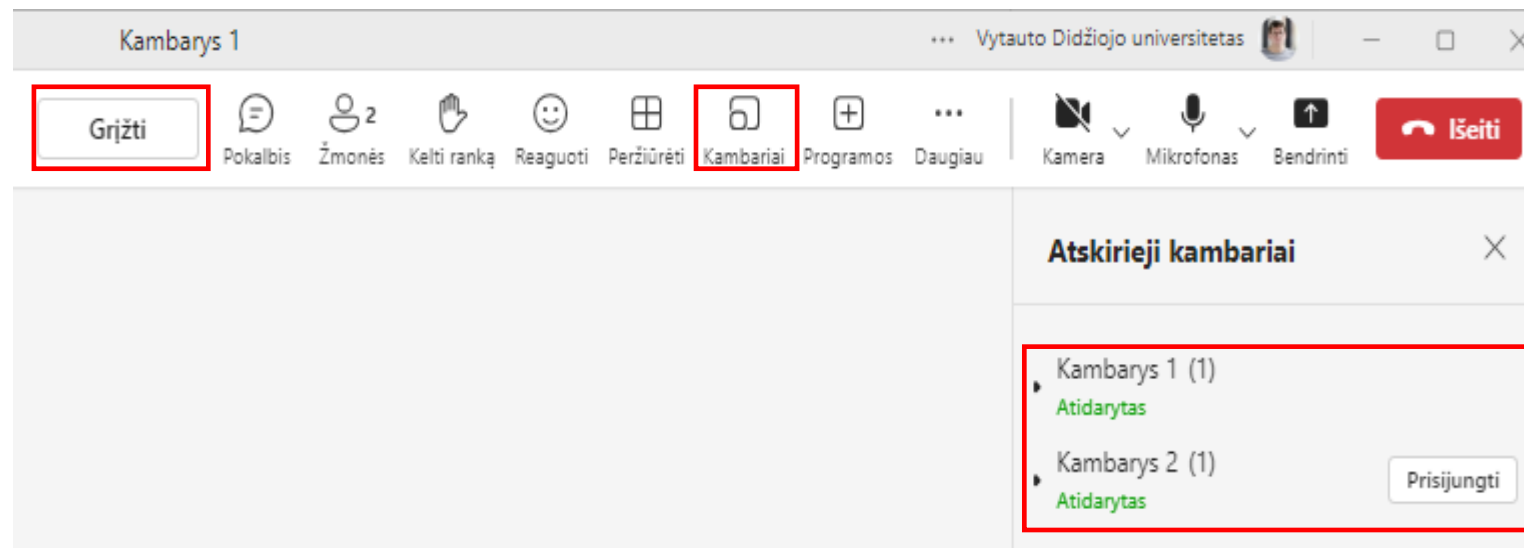 Kambarys 1
··· Vytauto Didžiojo universitetas
Grįžti
Pokalbis
2
Žmonės
Kelti ranką
Reaguoti
Peržiūrėti
Kambariai
Programos
Daugiau
Kamera
Mikrofonas
Bendrinti
Išeiti
Atskirieji kambariai
Kambarys 1 (1)
Atidarytas
Kambarys 2 (1)
Atidarytas
Prisijungti